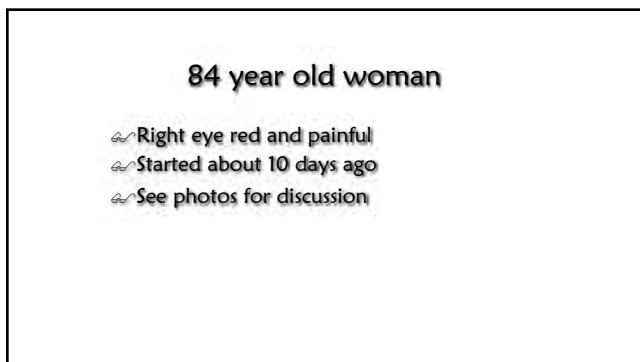 84 year old woman
Right eye red and painful
Started about 10 days ago
See photos for discussion